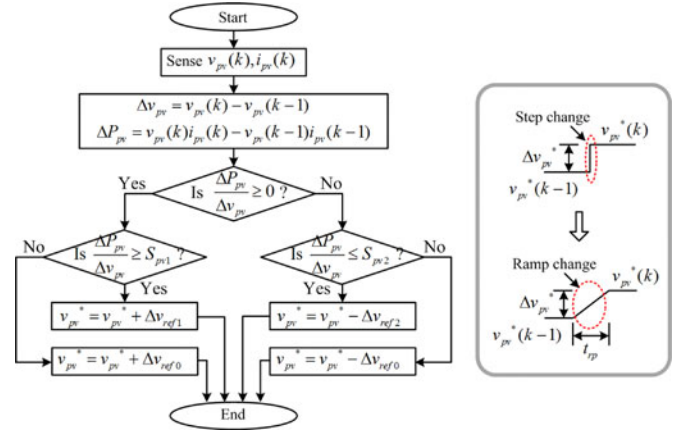 Start
Sense v_pv(k), i_pv(k)
Δv_pv = v_pv(k) − v_pv(k−1)
ΔP_pv = v_pv(k)i_pv(k) − v_pv(k−1)i_pv(k−1)
Yes
Is ΔP_pv/Δv_pv ≥ 0 ?
No
No
Is ΔP_pv/Δv_pv ≥ S_pv1 ?
Is ΔP_pv/Δv_pv ≤ S_pv2 ?
No
Yes
Yes
v_pv* = v_pv* + Δv_ref1
v_pv* = v_pv* − Δv_ref2
v_pv* = v_pv* + Δv_ref0
v_pv* = v_pv* − Δv_ref0
End
Step change
v_pv*(k)
Δv_pv*
v_pv*(k−1)
Ramp change
v_pv*(k)
Δv_pv*
v_pv*(k−1)
t_rp